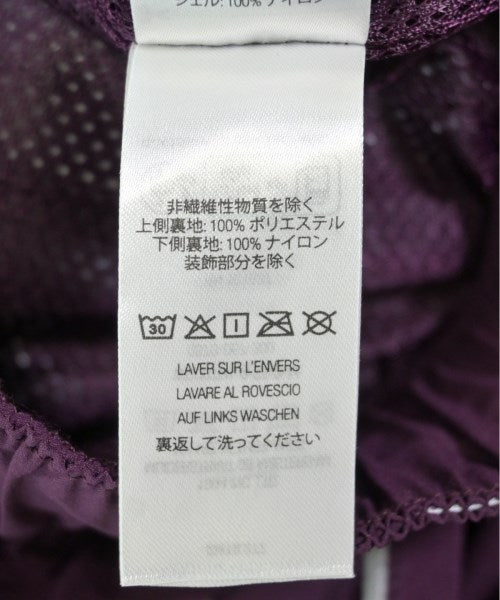 シェル: 100% ナイロン
非繊維性物質を除く
上側裏地: 100% ポリエステル
下側裏地: 100% ナイロン
装飾部分を除く
30
LAVER SUR L'ENVERS
LAVARE AL ROVESCIO
AUF LINKS WASCHEN
裏返して洗ってください